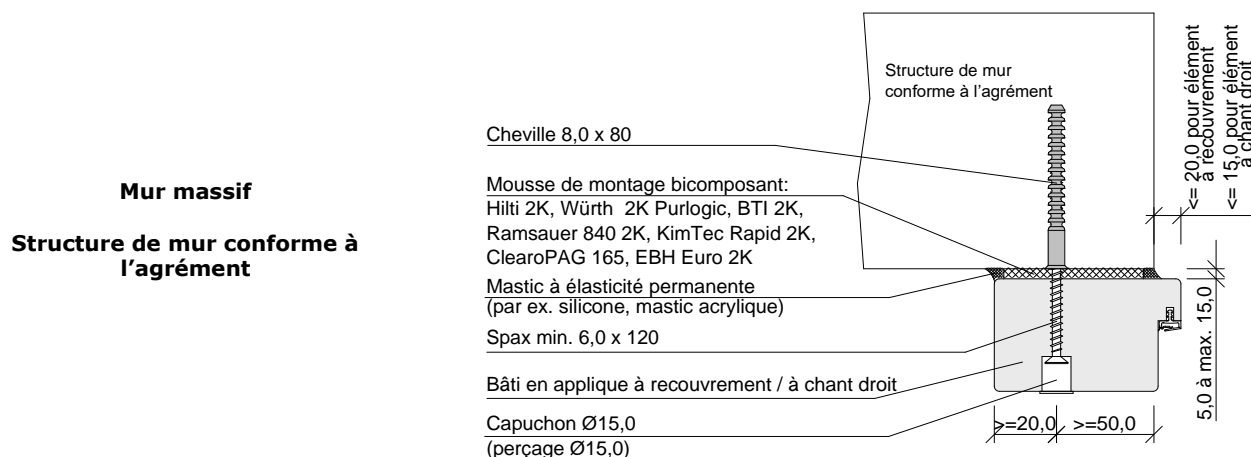 Mur massif
Structure de mur conforme à
l’agrément
Cheville 8,0 x 80
Mousse de montage bicomposant:
Hilti 2K, Würth 2K Purlogic, BTI 2K,
Ramsauer 840 2K, KimTec Rapid 2K,
ClearoPAG 165, EBH Euro 2K
Mastic à élasticité permanente
(par ex. silicone, mastic acrylique)
Spax min. 6,0 x 120
Bâti en applique à recouvrement / à chant droit
Capuchon Ø15,0
(perçage Ø15,0)
Structure de mur
conforme à l’agrément
<= 20,0 pour élément
à recouvrement
<= 15,0 pour élément
à chant droit
5,0 à max. 15,0
>=20,0
>=50,0